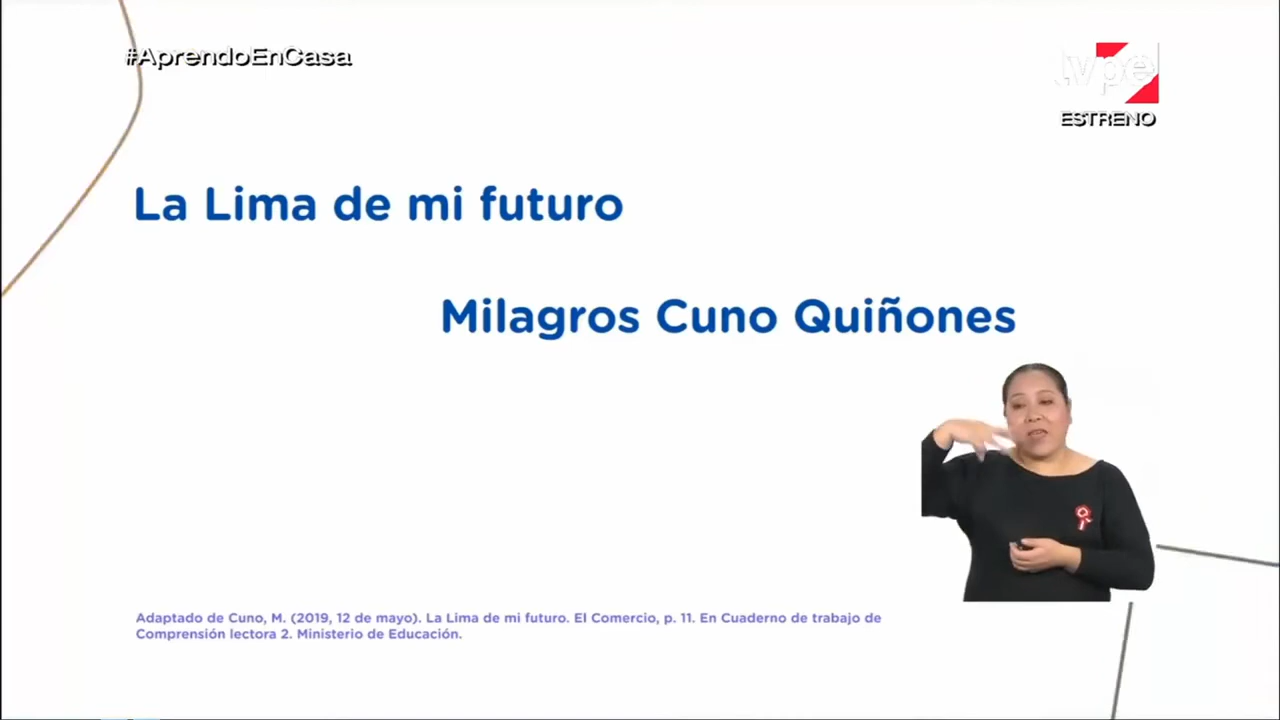 #AprendoEnCasa
tvpe
ESTRENO
La Lima de mi futuro
Milagros Cuno Quiñones
Adaptado de Cuno, M. (2019, 12 de mayo). La Lima de mi futuro. El Comercio, p. 11. En Cuaderno de trabajo de
Comprensión lectora 2. Ministerio de Educación.